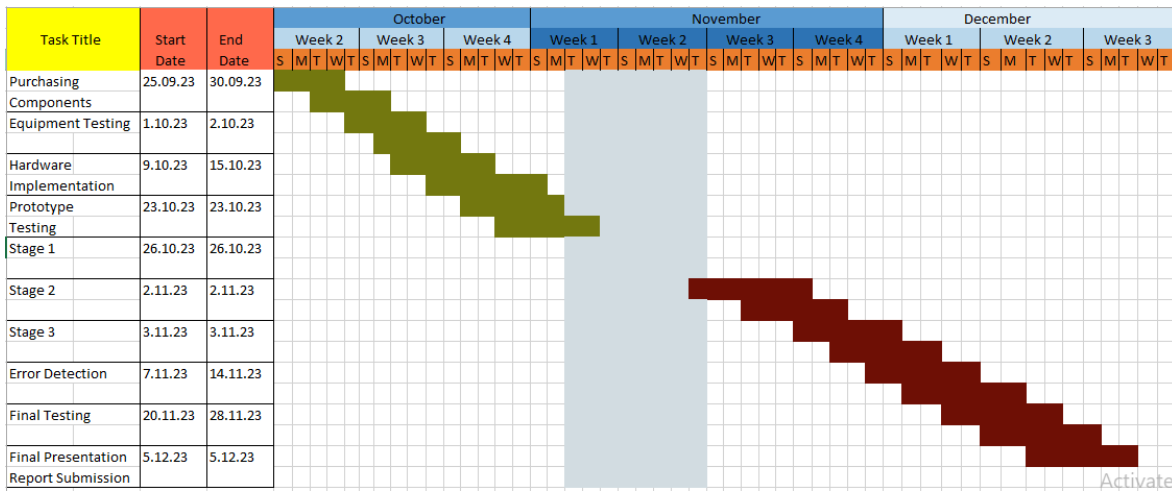 October November December
Task Title Start Date End Date Week 2 Week 3 Week 4 Week 1 Week 2 Week 3 Week 4 Week 1 Week 2 Week 3
S M T W T S M T W T S M T W T S M T W T S M T W T S M T W T S M T W T S M T W T S M T W T S M T W T
Purchasing Components 25.09.23 30.09.23
Equipment Testing 1.10.23 2.10.23
Hardware Implementation 9.10.23 15.10.23
Prototype Testing 23.10.23 23.10.23
Stage 1 26.10.23 26.10.23
Stage 2 2.11.23 2.11.23
Stage 3 3.11.23 3.11.23
Error Detection 7.11.23 14.11.23
Final Testing 20.11.23 28.11.23
Final Presentation 5.12.23 5.12.23
Report Submission
Activate